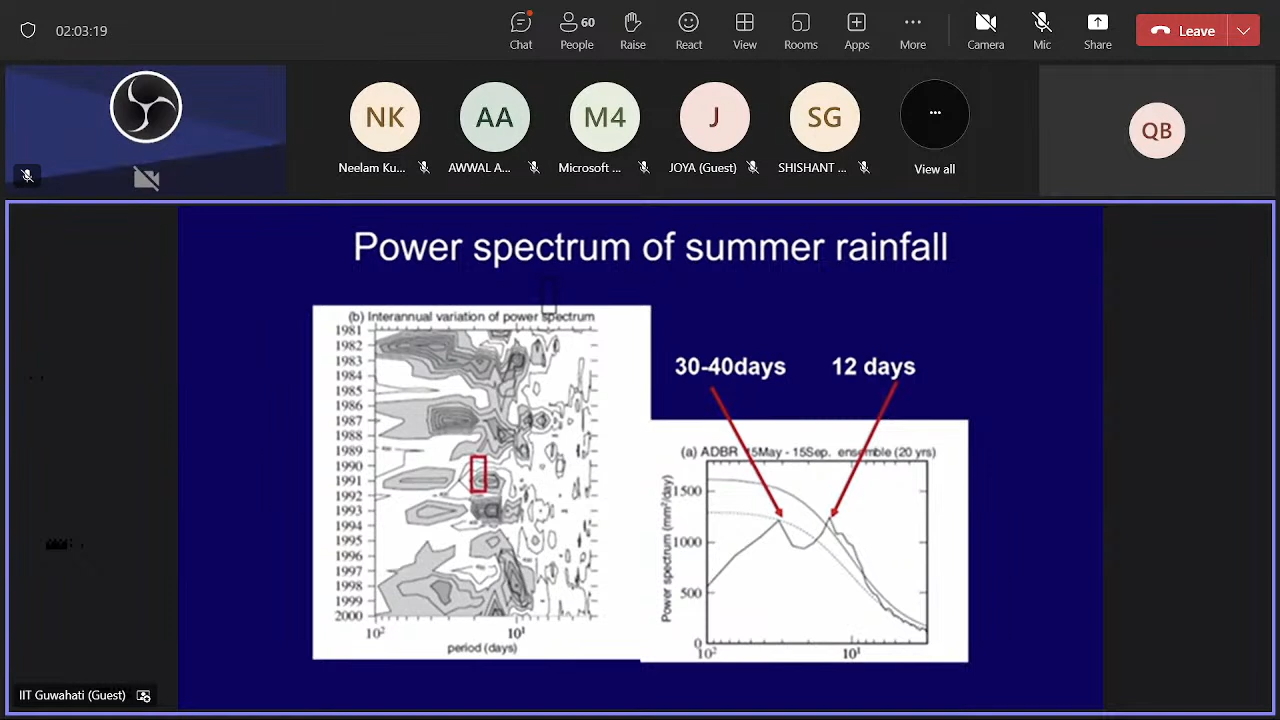 02:03:19
Chat
60
People
Raise
React
View
Rooms
Apps
More
Camera
Mic
Share
Leave
NK
AA
M4
J
SG
...
QB
Neelam Ku...
AWWAL A...
Microsoft ...
JOYA (Guest)
SHISHANT ...
View all
Power spectrum of summer rainfall
(b) Interannual variation of power spectrum
1981
1982
1983
1984
1985
1986
1987
1988
1989
1990
1991
1992
1993
1994
1995
1996
1997
1998
1999
2000
10²
10¹
period (days)
30-40days
12 days
(a) ADBR 15May - 15Sep. ensemble (20 yrs)
Power spectrum (mm²/day)
1500
1000
500
0
10²
10¹
IIT Guwahati (Guest)